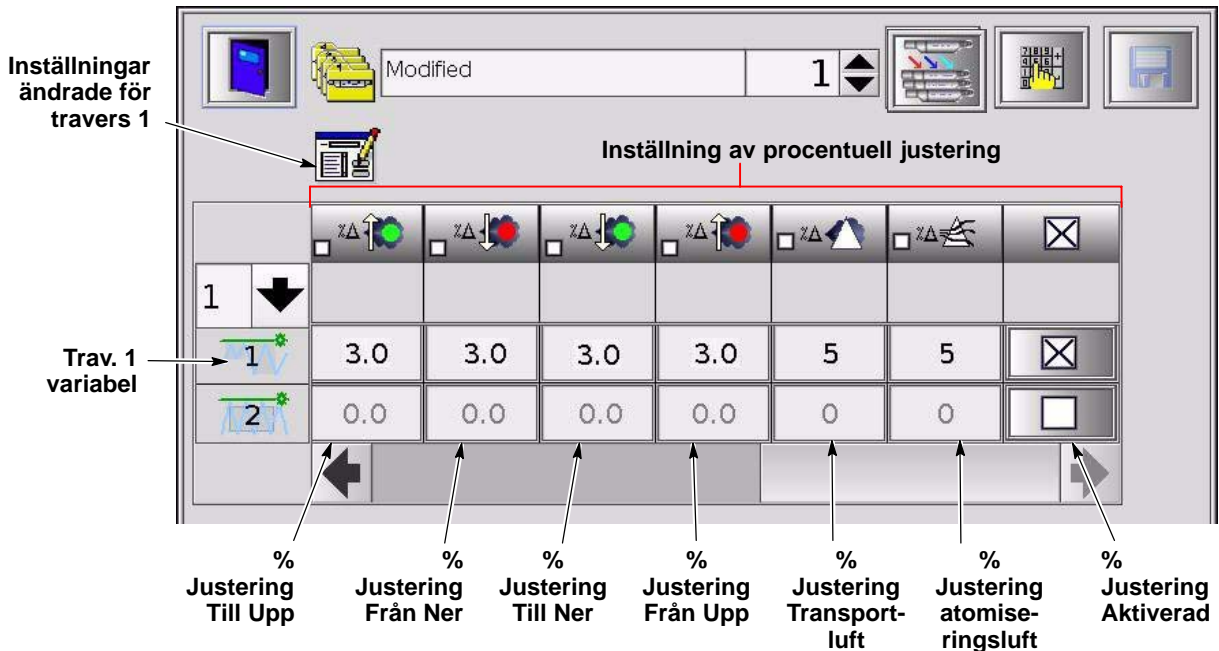 Inställningar
ändrade för
travers 1
Modified 1
Inställning av procentuell justering
%Δ %Δ %Δ %Δ %Δ %Δ
1
Trav. 1
variabel
1 3.0 3.0 3.0 3.0 5 5
2 0.0 0.0 0.0 0.0 0 0
%
Justering
Till Upp
%
Justering
Från Ner
%
Justering
Till Ner
%
Justering
Från Upp
%
Justering
Transport-
luft
%
Justering
atomise-
ringsluft
%
Justering
Aktiverad